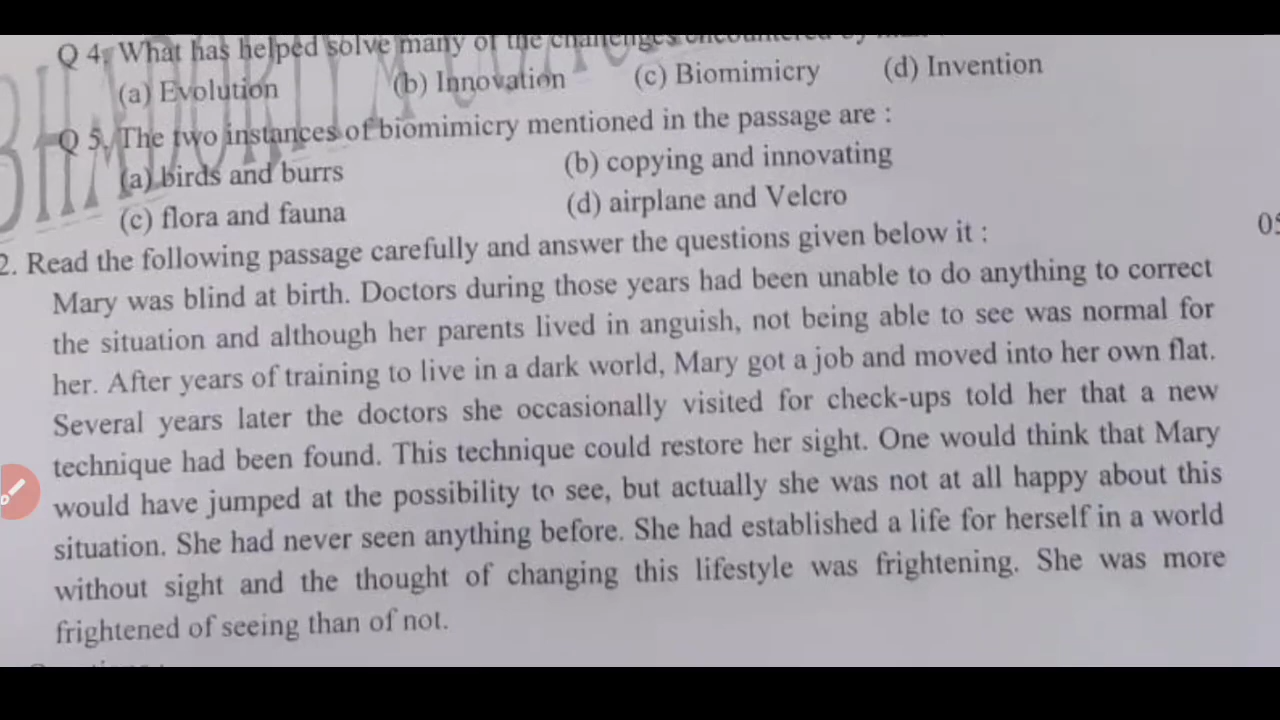 Q 4. What has helped solve many of the challenges encountered by
(a) Evolution (b) Innovation (c) Biomimicry (d) Invention
Q 5. The two instances of biomimicry mentioned in the passage are :
(a) birds and burrs (b) copying and innovating
(c) flora and fauna (d) airplane and Velcro
2. Read the following passage carefully and answer the questions given below it : 05
Mary was blind at birth. Doctors during those years had been unable to do anything to correct
the situation and although her parents lived in anguish, not being able to see was normal for
her. After years of training to live in a dark world, Mary got a job and moved into her own flat.
Several years later the doctors she occasionally visited for check-ups told her that a new
technique had been found. This technique could restore her sight. One would think that Mary
would have jumped at the possibility to see, but actually she was not at all happy about this
situation. She had never seen anything before. She had established a life for herself in a world
without sight and the thought of changing this lifestyle was frightening. She was more
frightened of seeing than of not.